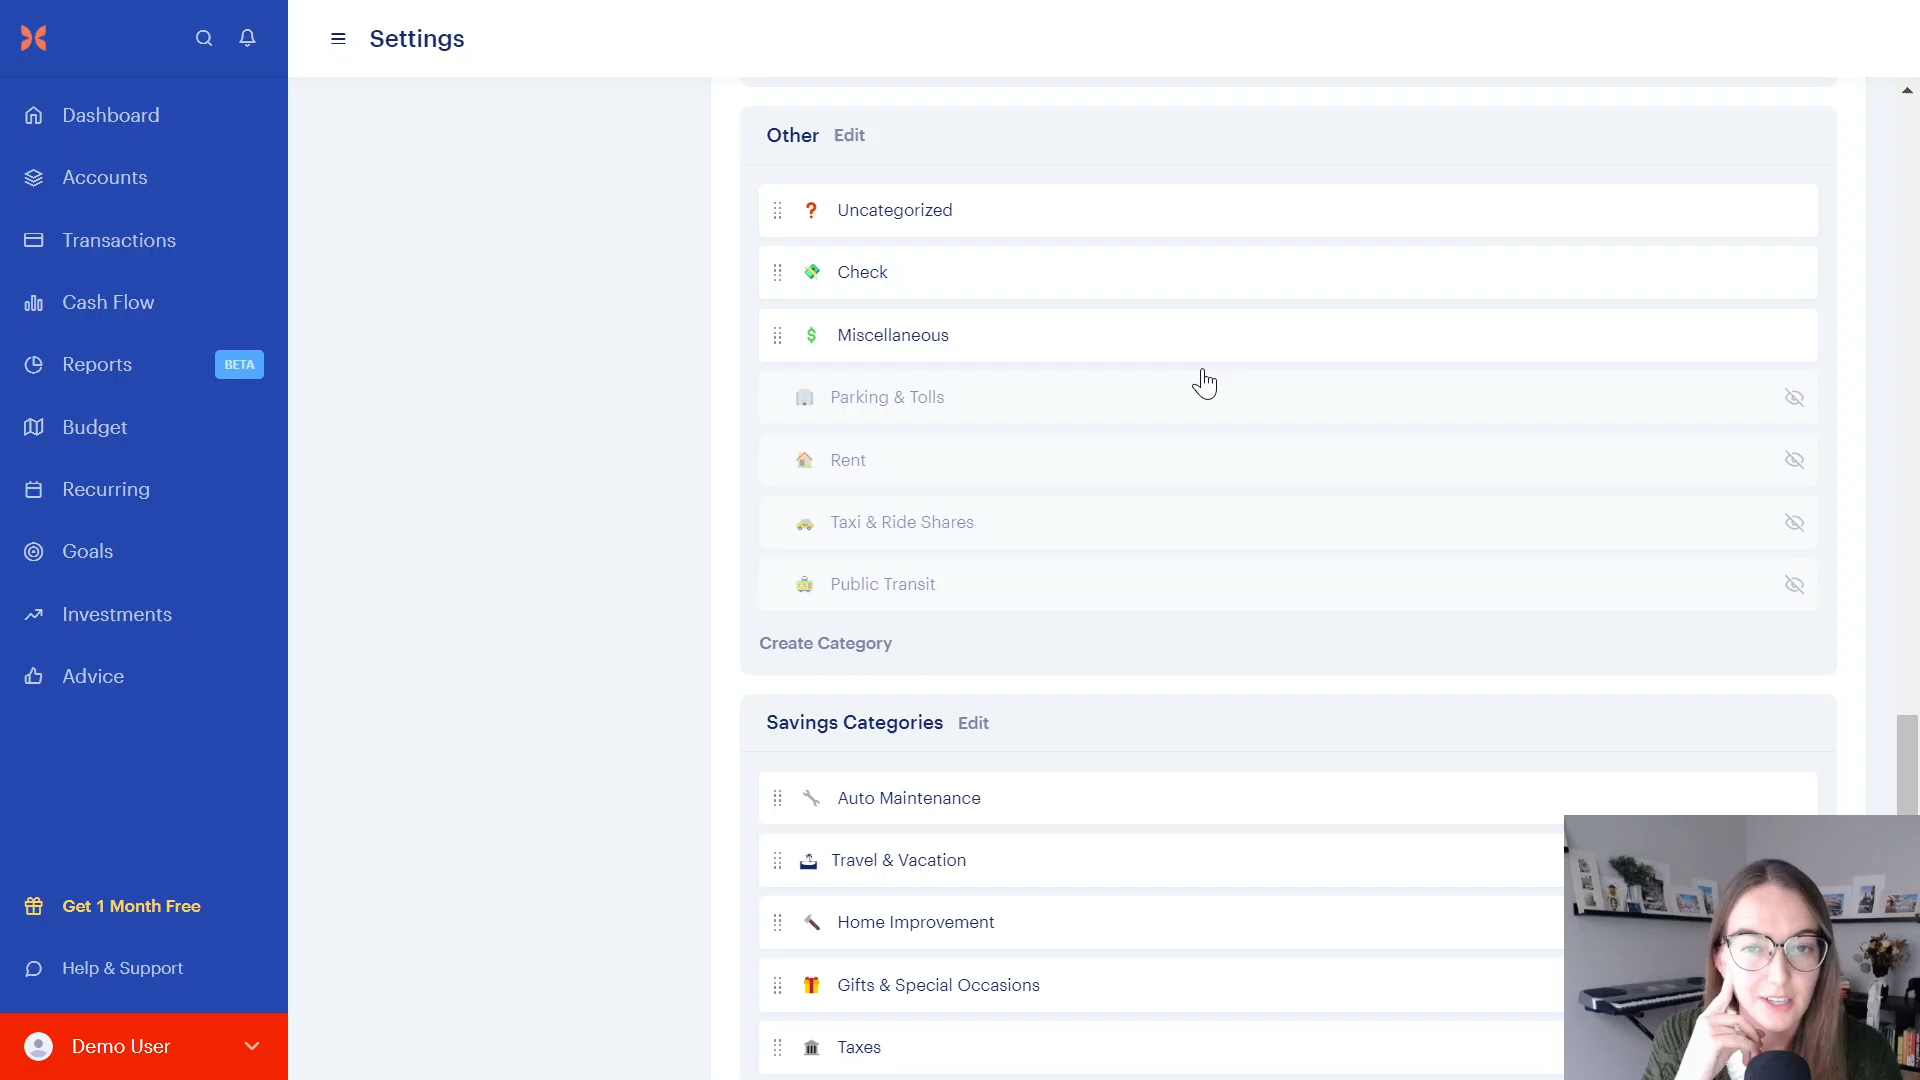 Settings
Dashboard
Accounts
Transactions
Cash Flow
Reports BETA
Budget
Recurring
Goals
Investments
Advice
Get 1 Month Free
Help & Support
Demo User
Other Edit
Uncategorized
Check
Miscellaneous
Parking & Tolls
Rent
Taxi & Ride Shares
Public Transit
Create Category
Savings Categories Edit
Auto Maintenance
Travel & Vacation
Home Improvement
Gifts & Special Occasions
Taxes